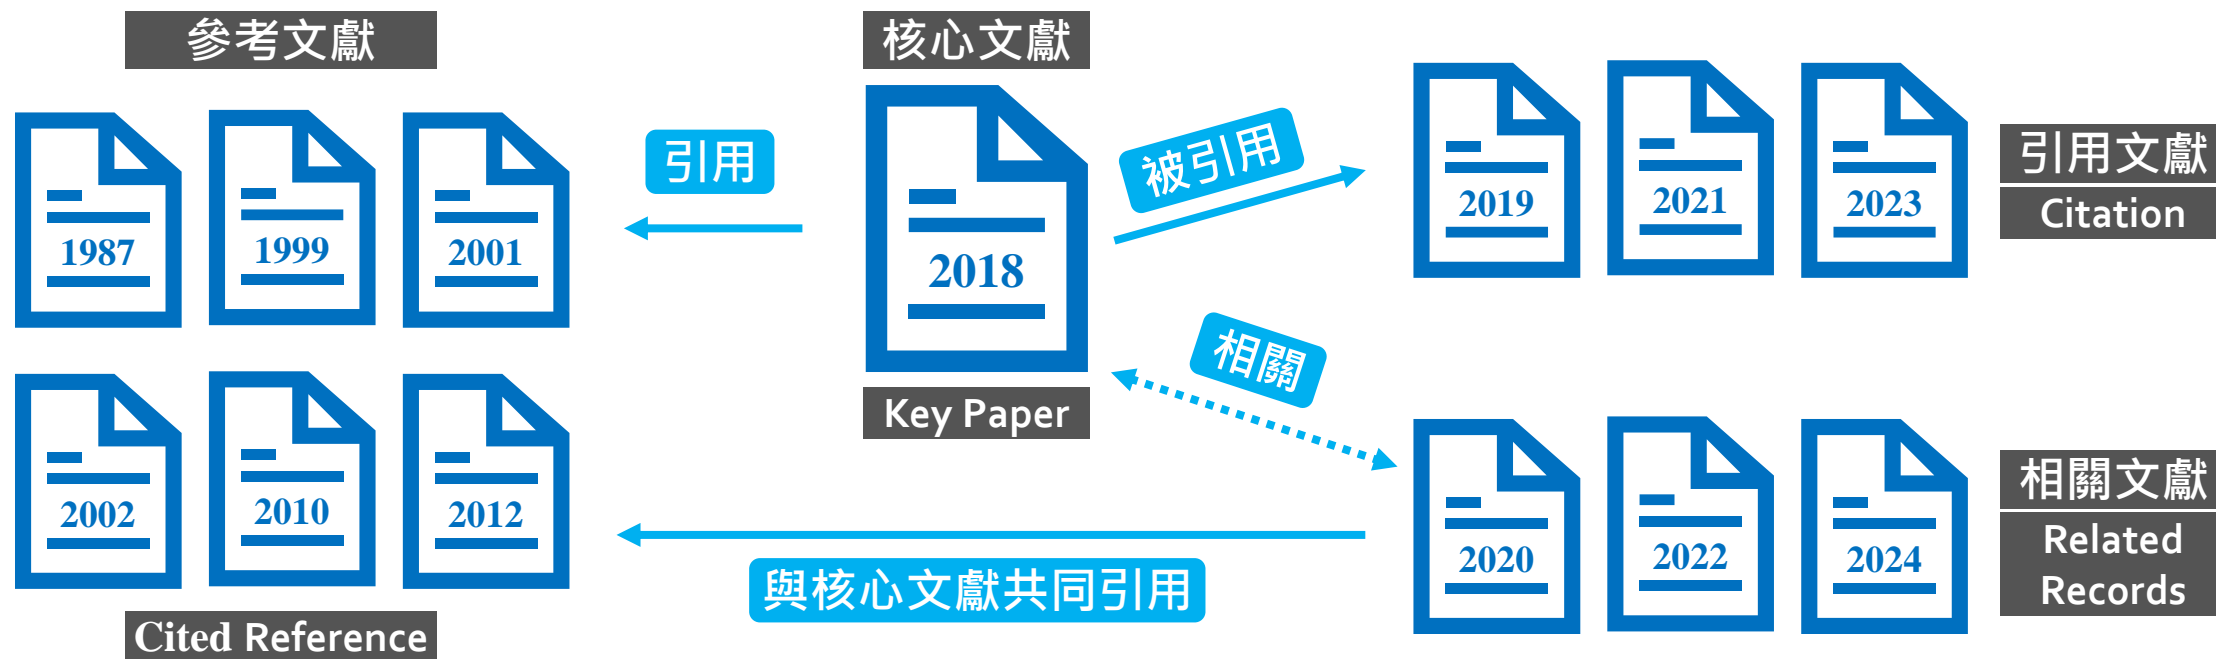 參考文獻
1987
1999
2001
2002
2010
2012
Cited Reference
引用
核心文獻
2018
Key Paper
被引用
相關
與核心文獻共同引用
2019
2021
2023
引用文獻
Citation
2020
2022
2024
相關文獻
Related
Records